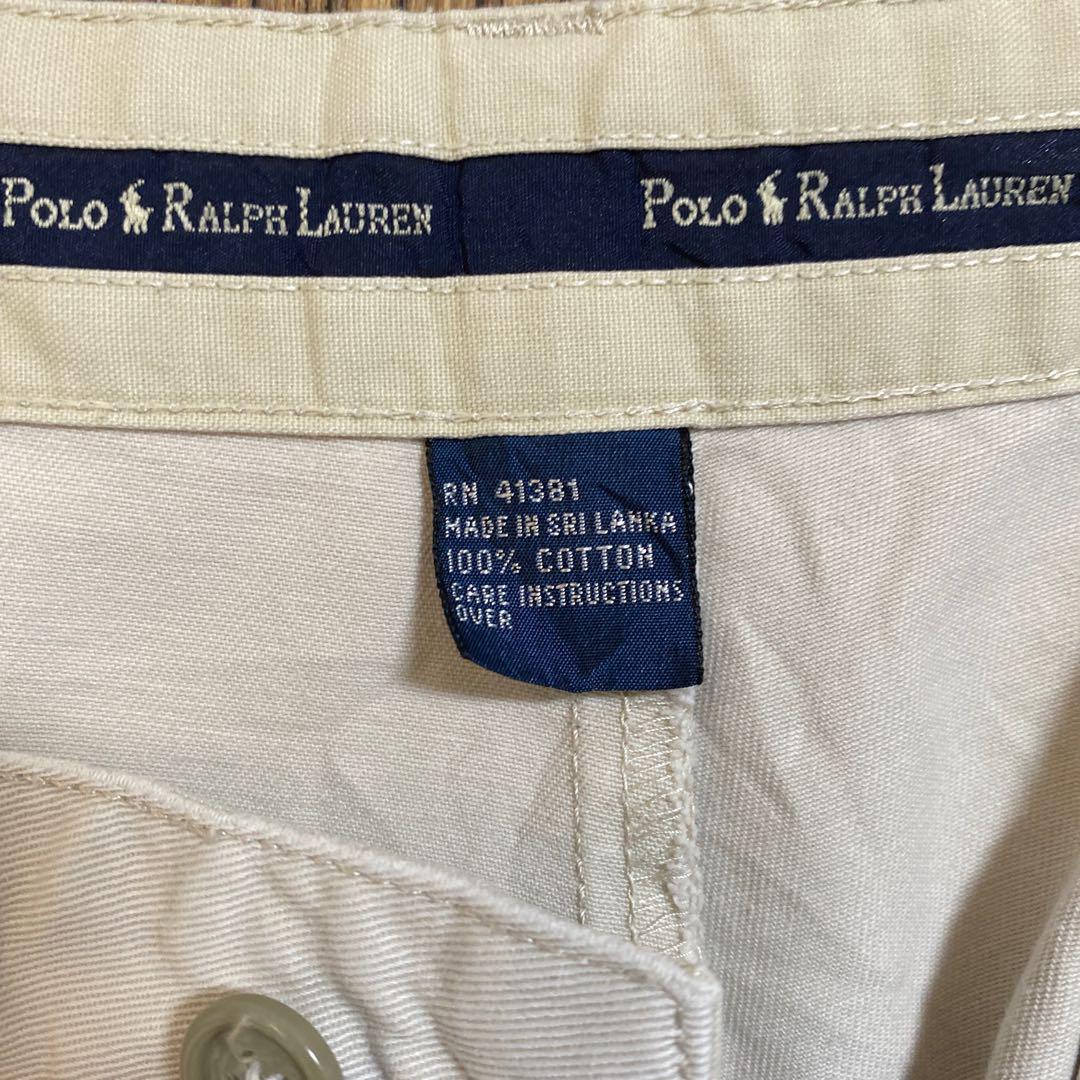 POLO RALPH LAUREN POLO RALPH LAUREN
RN 41381
MADE IN SRI LANKA
100% COTTON
CARE INSTRUCTIONS
OVER